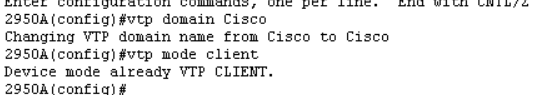 Enter configuration commands, one per line.  End with CNTL/Z
2950A(config)#vtp domain Cisco
Changing VTP domain name from Cisco to Cisco
2950A(config)#vtp mode client
Device mode already VTP CLIENT.
2950A(config)#